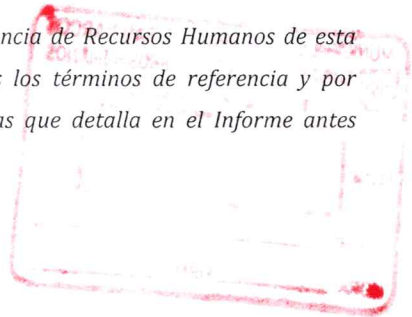 ncia de Recursos Humanos de esta
los términos de referencia y por
as que detalla en el Informe antes